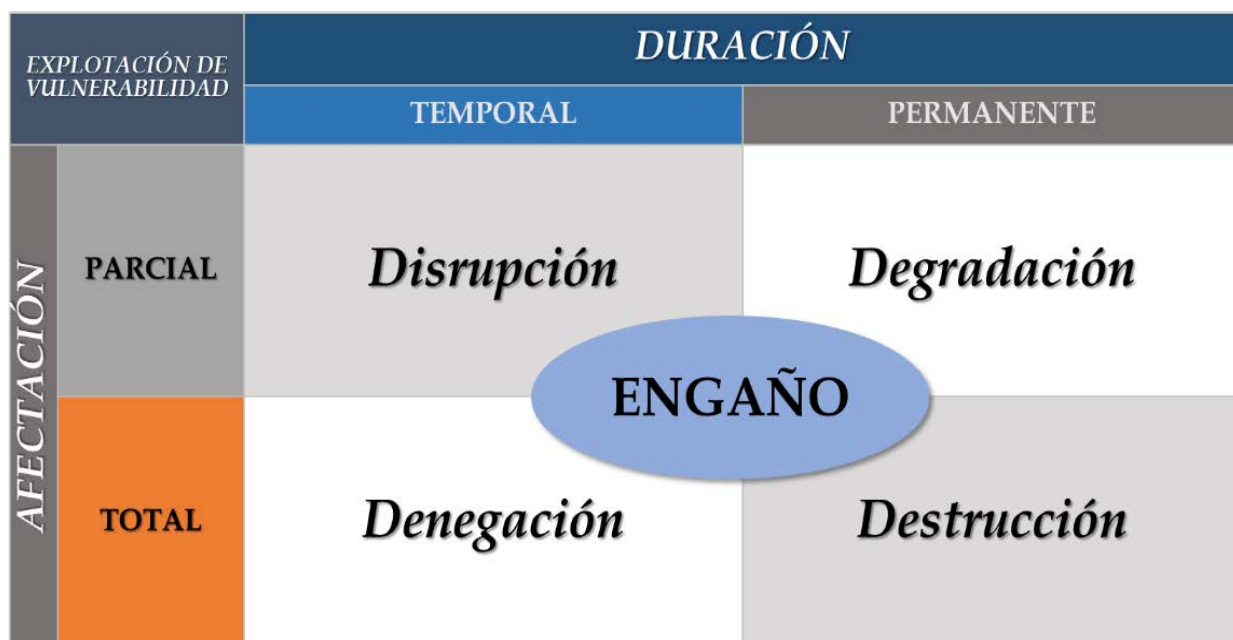 EXPLOTACIÓN DE
VULNERABILIDAD
DURACIÓN
TEMPORAL
PERMANENTE
AFECTACIÓN
PARCIAL
Disrupción
Degradación
ENGAÑO
TOTAL
Denegación
Destrucción